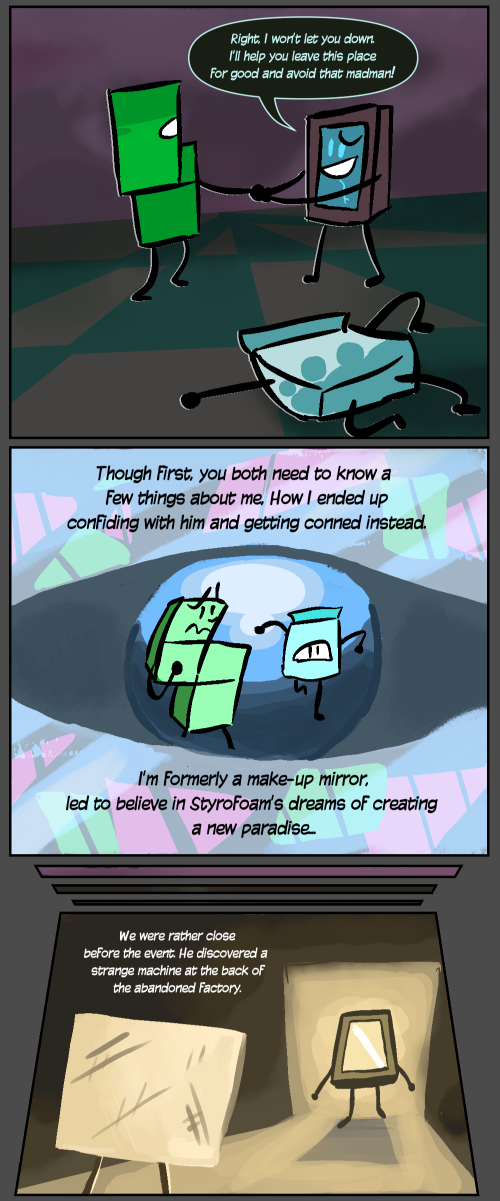 Right, I won't let you down.
I'll help you leave this place
For good and avoid that madman!
Though first, you both need to know a
few things about me. How I ended up
confiding with him and getting conned instead.
I'm formerly a make-up mirror,
led to believe in StyroFoam's dreams of creating
a new paradise...
We were rather close
before the event. He discovered a
strange machine at the back of
the abandoned factory.